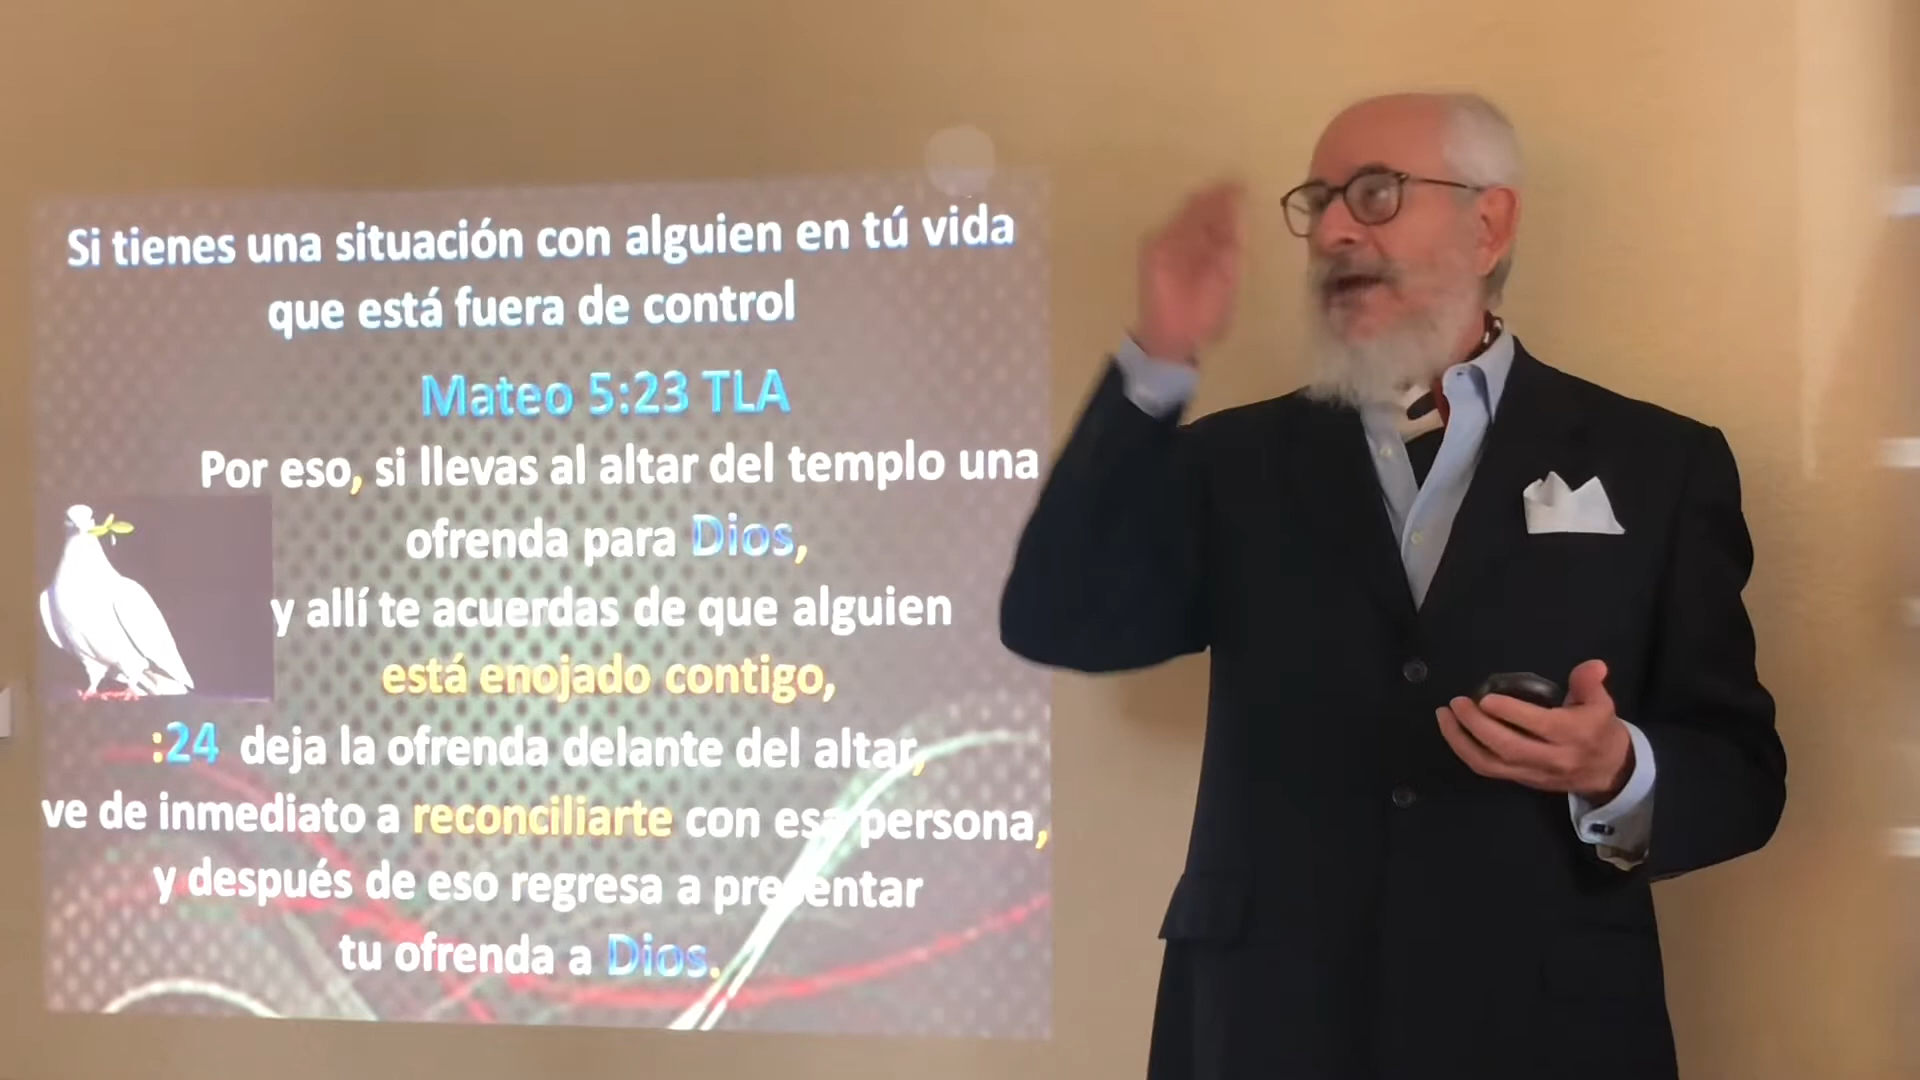 Si tienes una situación con alguien en tú vida
que está fuera de control
Mateo 5:23 TLA
Por eso, si llevas al altar del templo una
ofrenda para Dios,
y allí te acuerdas de que alguien
está enojado contigo,
:24 deja la ofrenda delante del altar,
ve de inmediato a reconciliarte con esa persona,
y después de eso regresa a presentar
tu ofrenda a Dios.